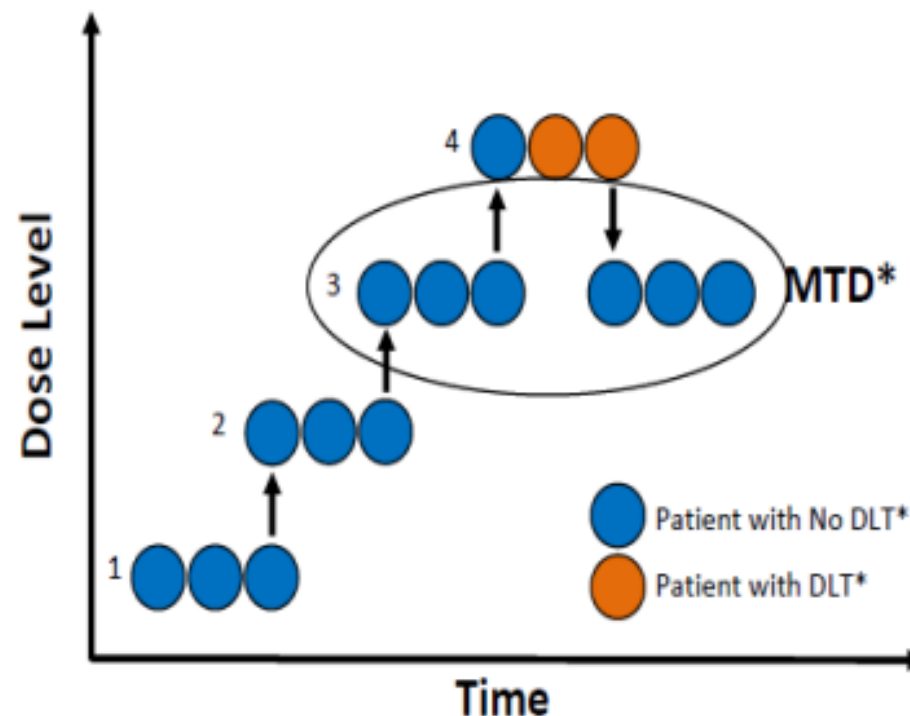 4
3
MTD*
2
1
Patient with No DLT*
Patient with DLT*
Dose Level
Time